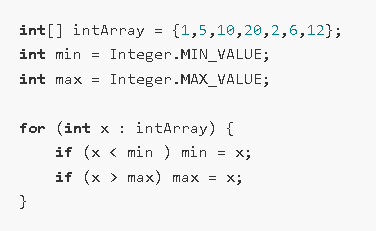 int[] intArray = {1,5,10,20,2,6,12};
int min = Integer.MIN_VALUE;
int max = Integer.MAX_VALUE;

for (int x : intArray) {
    if (x < min ) min = x;
    if (x > max) max = x;
}